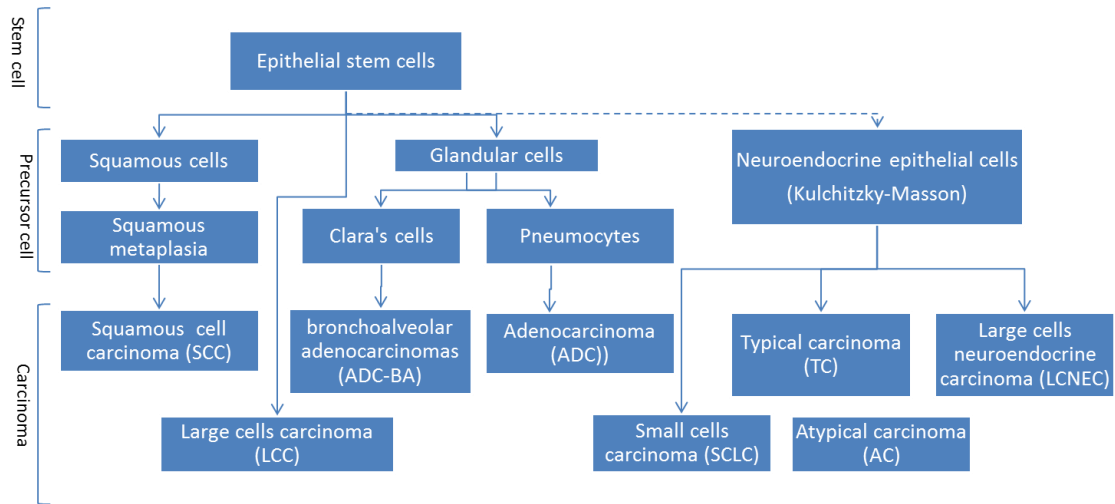 Stem cell
Epithelial stem cells
Precursor cell
Squamous cells
Glandular cells
Neuroendocrine epithelial cells
(Kulchitzky-Masson)
Squamous
metaplasia
Clara's cells
Pneumocytes
Carcinoma
Squamous cell
carcinoma (SCC)
bronchoalveolar
adenocarcinomas
(ADC-BA)
Adenocarcinoma
(ADC))
Typical carcinoma
(TC)
Large cells
neuroendocrine
carcinoma (LCNEC)
Large cells carcinoma
(LCC)
Small cells
carcinoma (SCLC)
Atypical carcinoma
(AC)